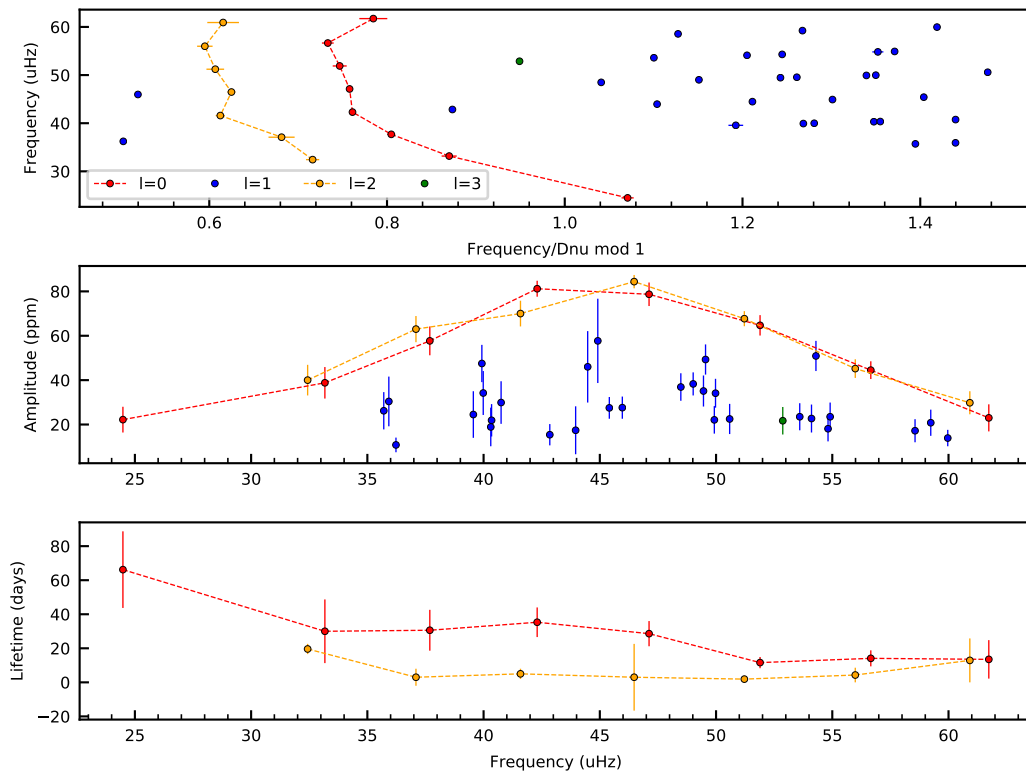 60
50
40
30
Frequency (uHz)
l=0 l=1 l=2 l=3
0.6 0.8 1.0 1.2 1.4
Frequency/Dnu mod 1
80
60
40
20
Amplitude (ppm)
25 30 35 40 45 50 55 60
80
60
40
20
0
−20
Lifetime (days)
25 30 35 40 45 50 55 60
Frequency (uHz)